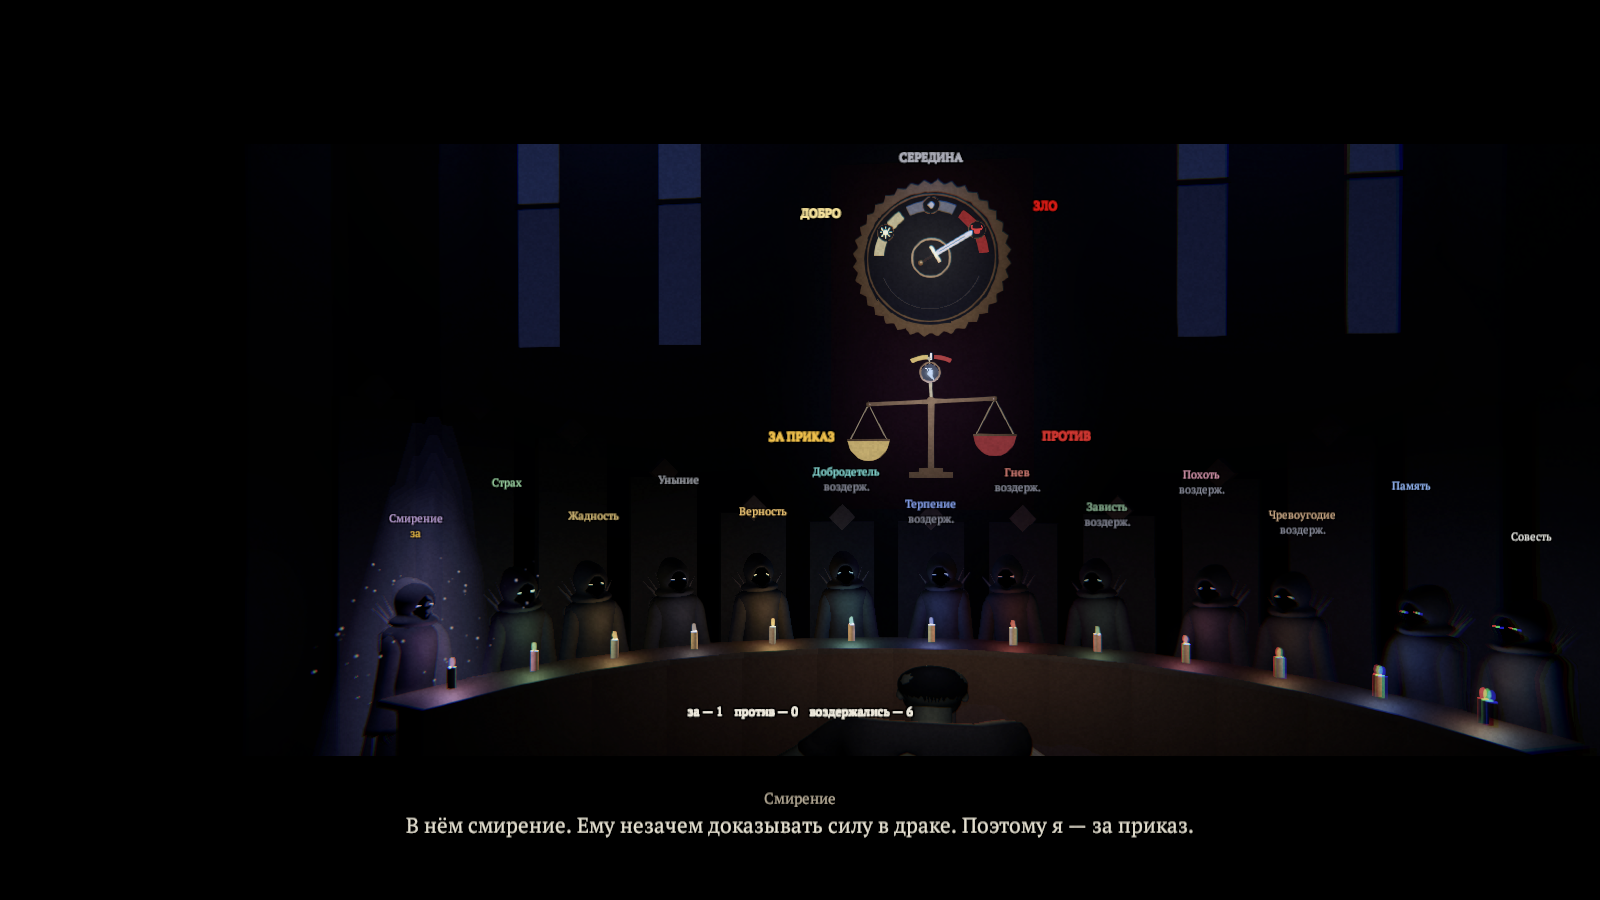 СЕРЕДИНА
ДОБРО
ЗЛО
ЗА ПРИКАЗ
ПРОТИВ
Смирение
за
Страх
Жадность
Уныние
Верность
Добродетель
воздерж.
Терпение
воздерж.
Гнев
воздерж.
Зависть
воздерж.
Похоть
воздерж.
Чревоугодие
воздерж.
Память
Совесть
за — 1 против — 0 воздержались — 6
Смирение
В нём смирение. Ему незачем доказывать силу в драке. Поэтому я — за приказ.